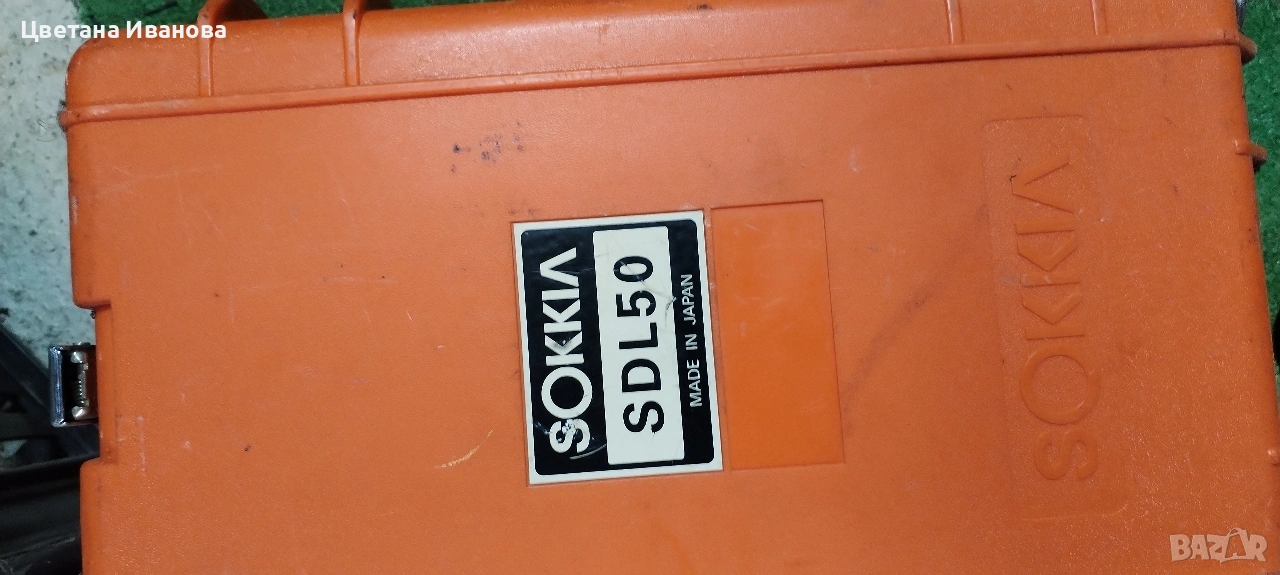 Цветана Иванова
SOKKIA
SDL50
MADE IN JAPAN
SOKKIA
BAZAR